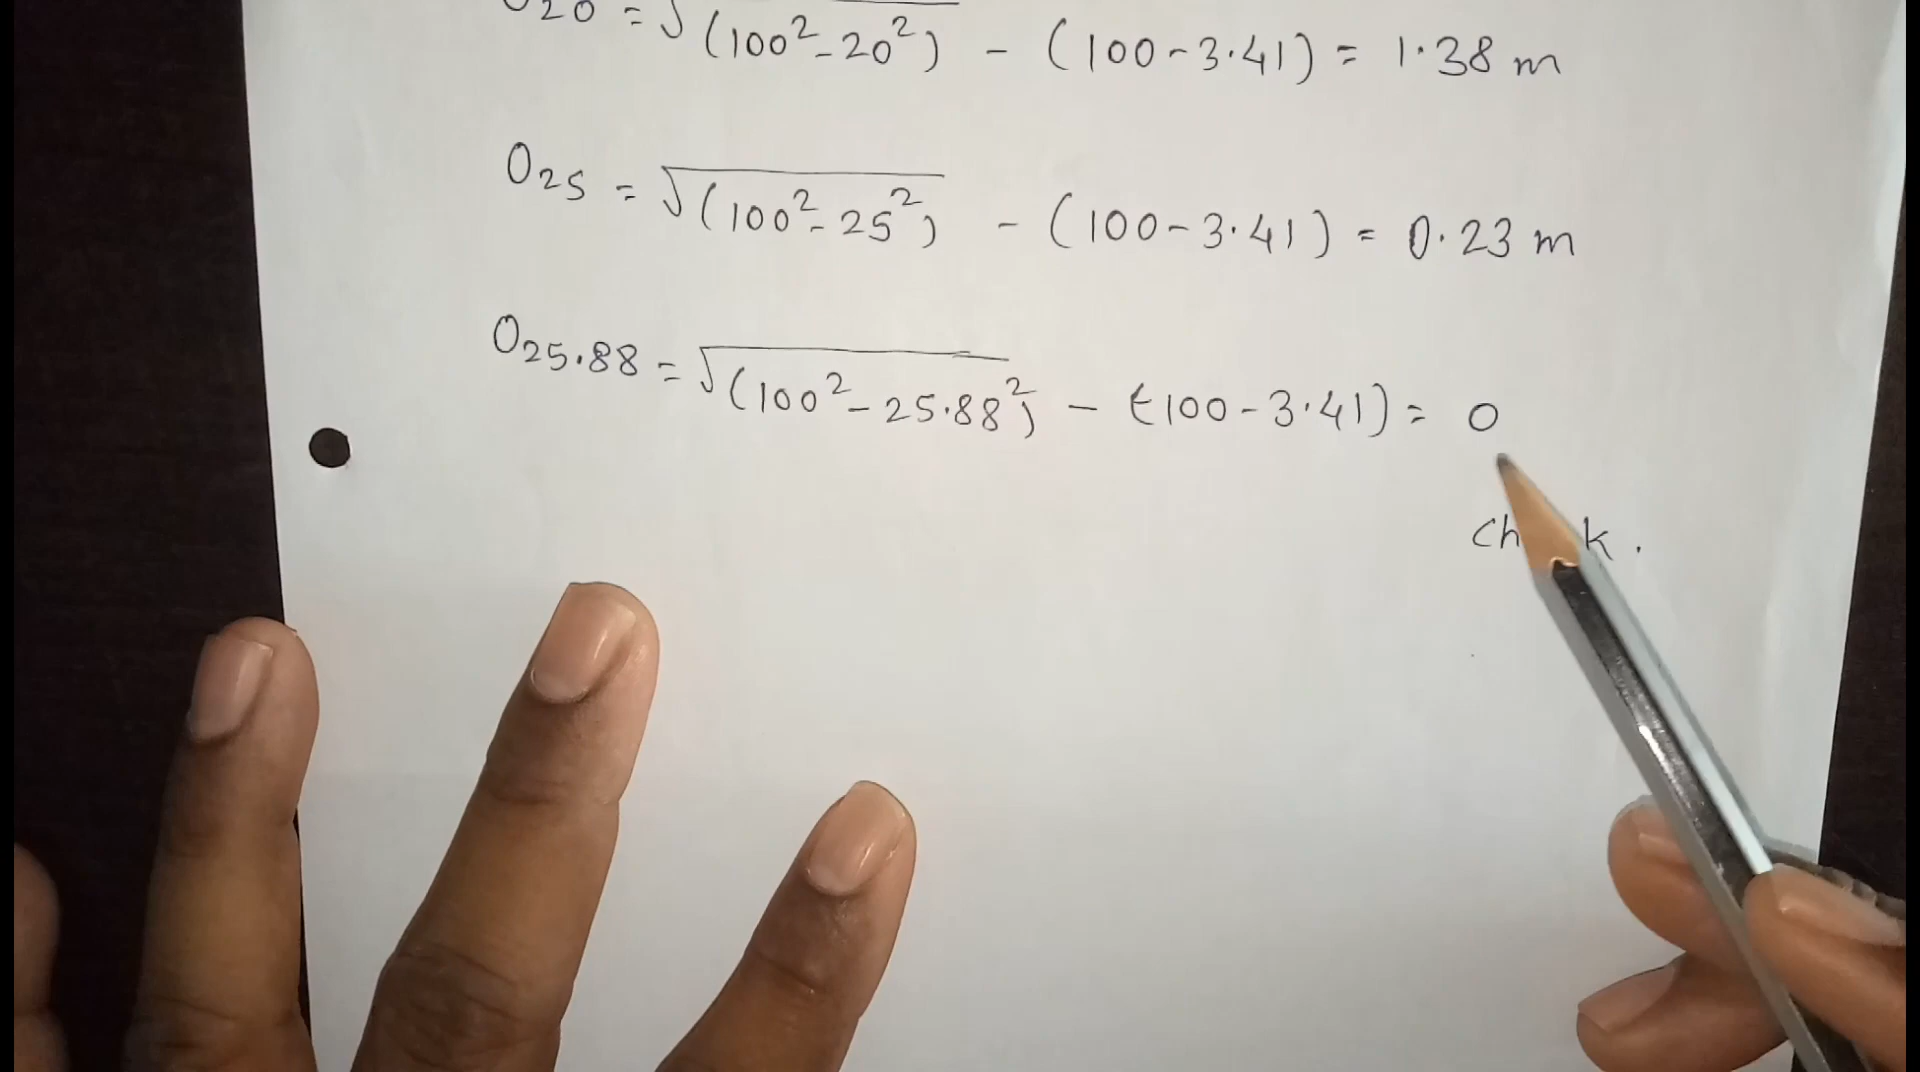 O20 = √(100² - 20²) - (100 - 3.41) = 1.38 m
O25 = √(100² - 25²) - (100 - 3.41) = 0.23 m
O25.88 = √(100² - 25.88²) - (100 - 3.41) = 0